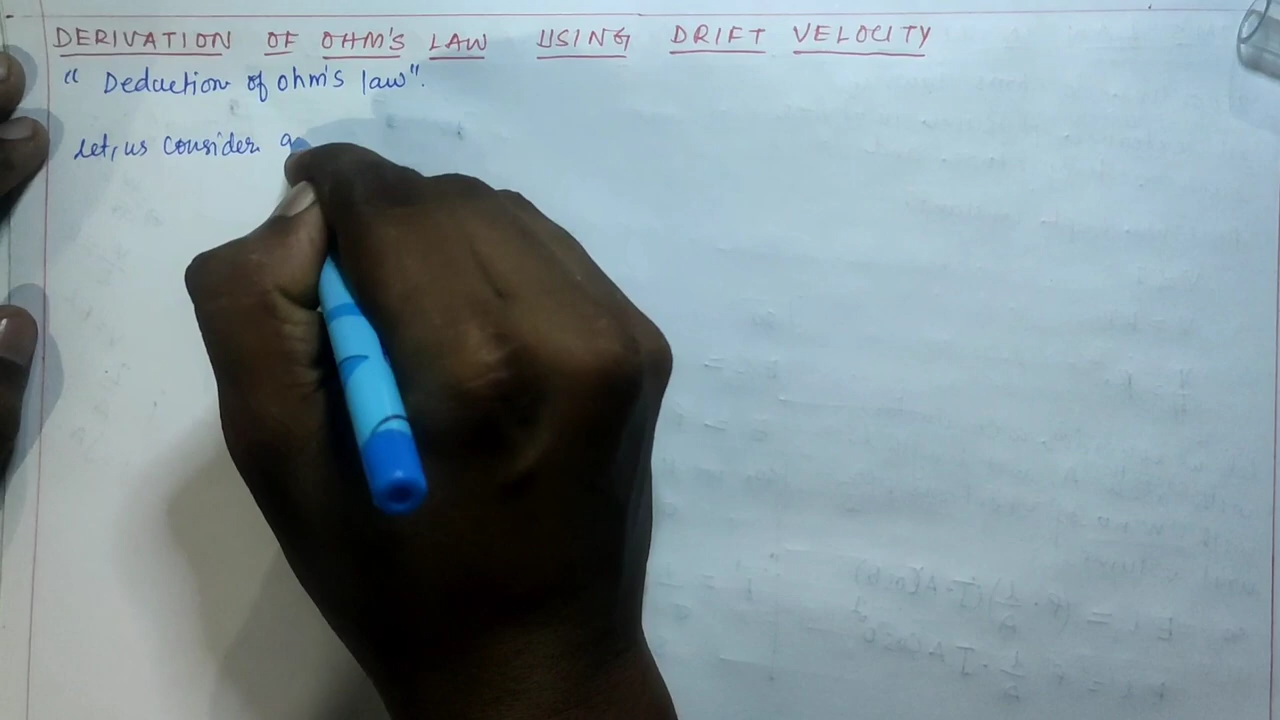 DERIVATION OF OHM'S LAW USING DRIFT VELOCITY
“ Deduction of ohm's law".
Let, us consider